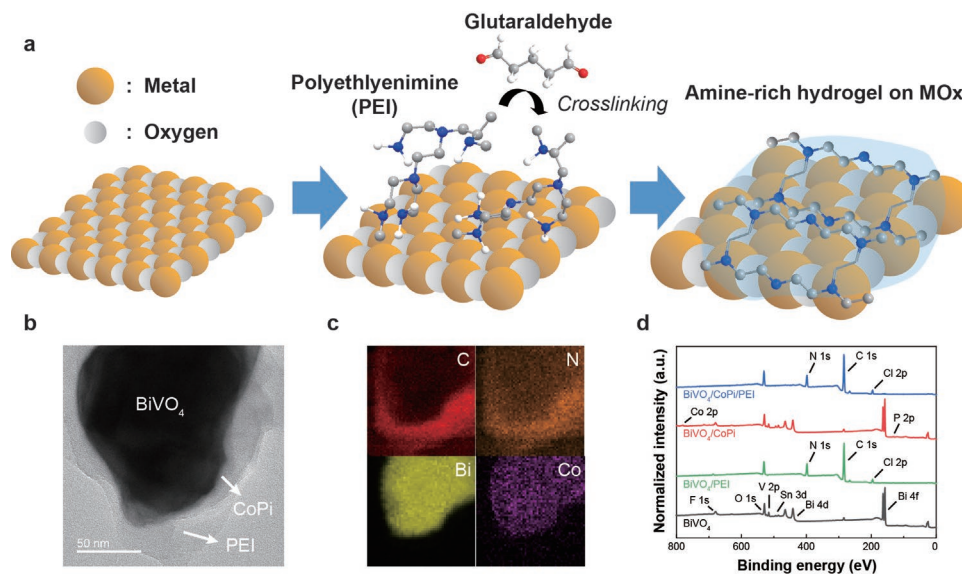 a
: Metal
: Oxygen
Polyethlyenimine
(PEI)
Glutaraldehyde
Crosslinking
Amine-rich hydrogel on MOx
b
BiVO₄
CoPi
PEI
50 nm
c
C
N
Bi
Co
d
Normalized intensity (a.u.)
N 1s
C 1s
Cl 2p
BiVO₄/CoPi/PEI
Co 2p
P 2p
BiVO₄/CoPi
N 1s
C 1s
Cl 2p
BiVO₄/PEI
F 1s
O 1s
V 2p
Sn 3d
Bi 4d
Bi 4f
BiVO₄
800
600
400
200
0
Binding energy (eV)